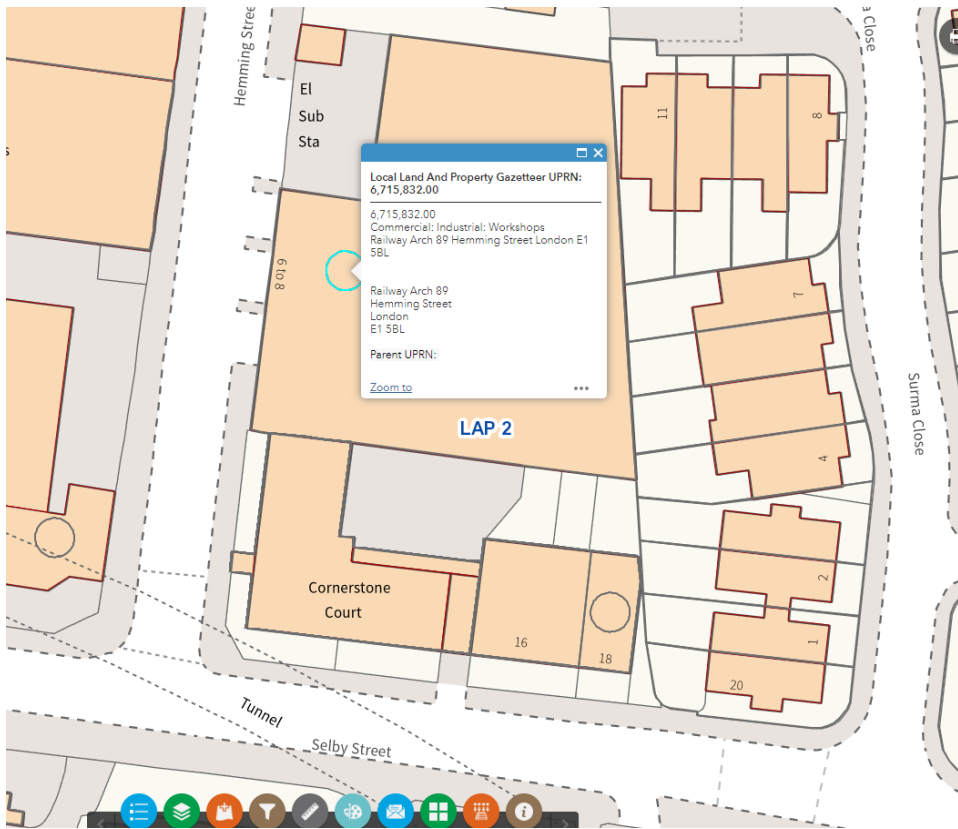 Hemming Stree
a Close
El
Sub
Sta
11
8
s
Local Land And Property Gazetteer UPRN:
6,715,832.00
6,715,832.00
Commercial: Industrial: Workshops
Railway Arch 89 Hemming Street London E1
5BL
Railway Arch 89
Hemming Street
London
E1 5BL
Parent UPRN:
Zoom to
6 to 8
7
LAP 2
Surma Close
4
2
Cornerstone
Court
16
18
1
20
Tunnel
Selby Street